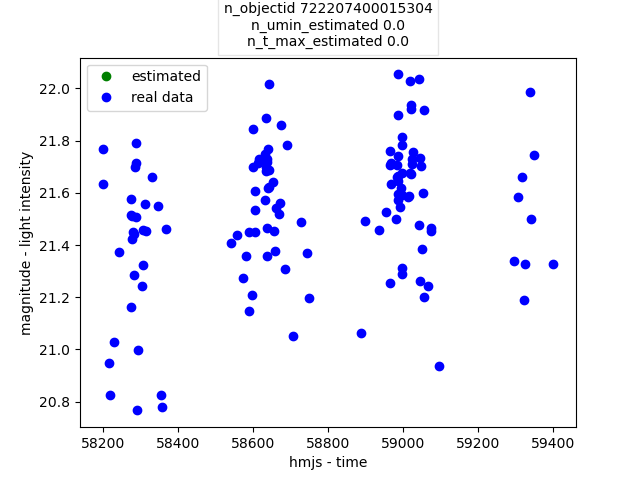 n_objectid 722207400015304
n_umin_estimated 0.0
n_t_max_estimated 0.0
estimated
real data
22.0
21.8
21.6
21.4
21.2
21.0
20.8
magnitude - light intensity
58200 58400 58600 58800 59000 59200 59400
hmjs - time